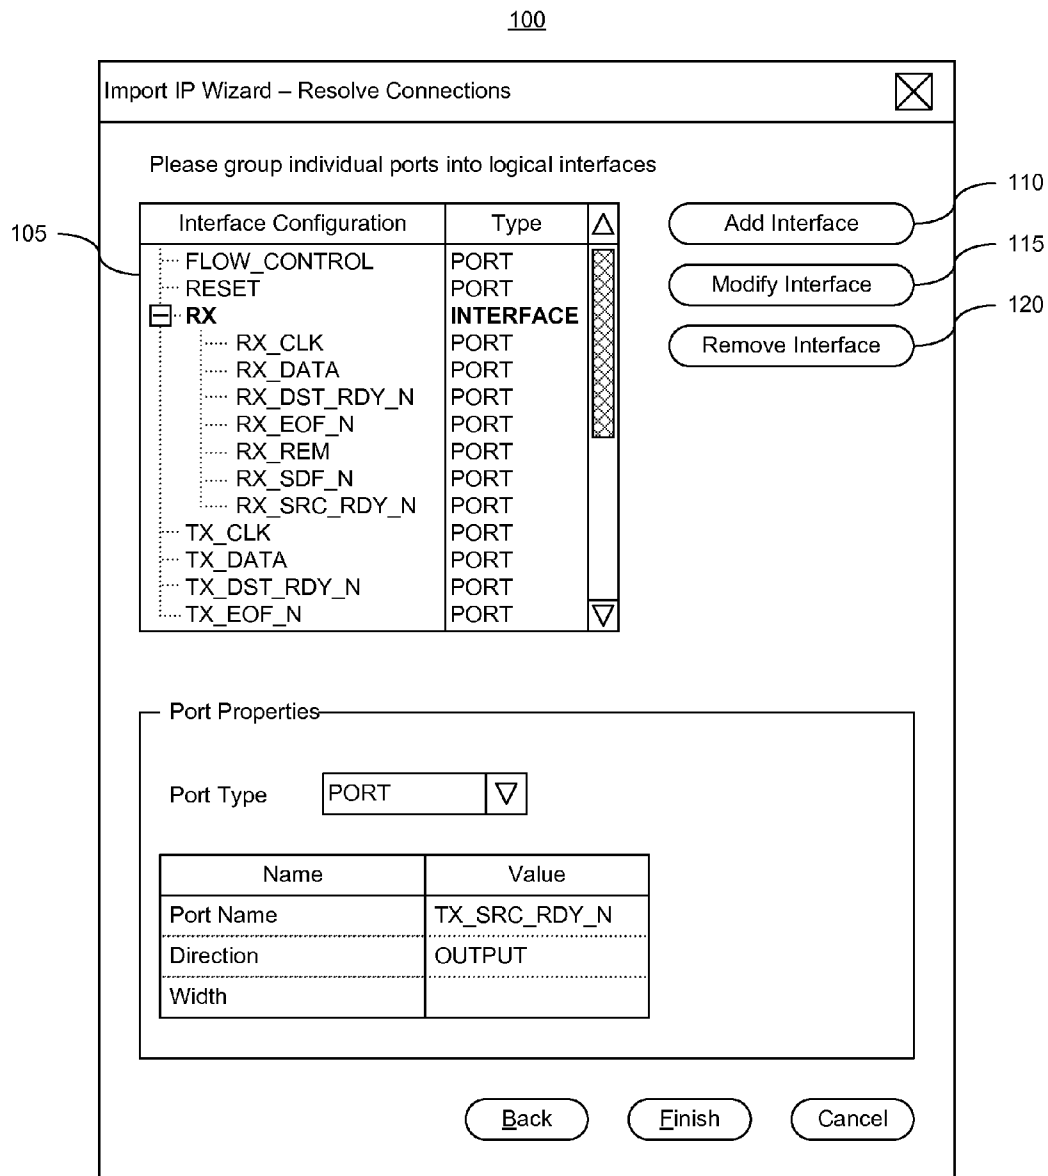 100
Import IP Wizard – Resolve Connections
Please group individual ports into logical interfaces
105
Interface Configuration Type
FLOW_CONTROL PORT
RESET PORT
RX INTERFACE
RX_CLK PORT
RX_DATA PORT
RX_DST_RDY_N PORT
RX_EOF_N PORT
RX_REM PORT
RX_SDF_N PORT
RX_SRC_RDY_N PORT
TX_CLK PORT
TX_DATA PORT
TX_DST_RDY_N PORT
TX_EOF_N PORT
Add Interface 110
Modify Interface 115
Remove Interface 120
Port Properties
Port Type PORT
Name Value
Port Name TX_SRC_RDY_N
Direction OUTPUT
Width
Back Finish Cancel